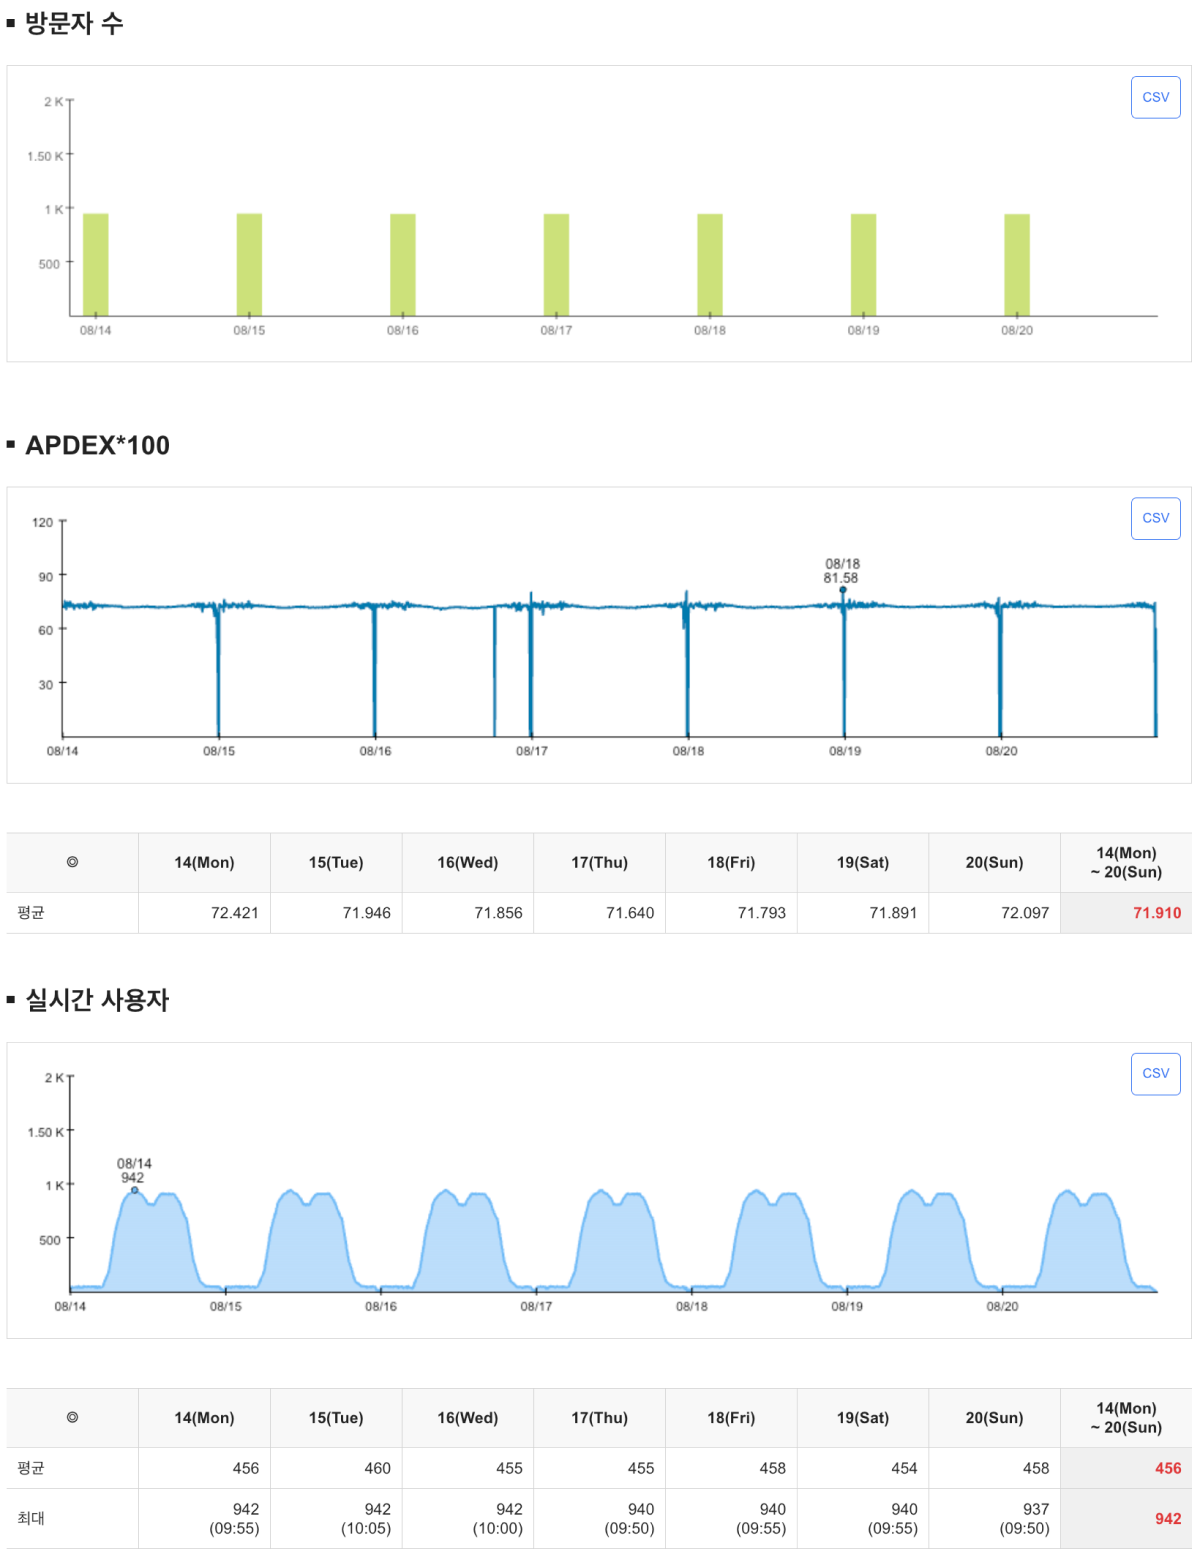 ▪ 방문자 수
CSV
2 K
1.50 K
1 K
500
08/14 08/15 08/16 08/17 08/18 08/19 08/20
▪ APDEX*100
CSV
120
90
60
30
08/18
81.58
08/14 08/15 08/16 08/17 08/18 08/19 08/20
◎ 14(Mon) 15(Tue) 16(Wed) 17(Thu) 18(Fri) 19(Sat) 20(Sun) 14(Mon)
~ 20(Sun)
평균 72.421 71.946 71.856 71.640 71.793 71.891 72.097 71.910
▪ 실시간 사용자
CSV
2 K
1.50 K
1 K
500
08/14
942
08/14 08/15 08/16 08/17 08/18 08/19 08/20
◎ 14(Mon) 15(Tue) 16(Wed) 17(Thu) 18(Fri) 19(Sat) 20(Sun) 14(Mon)
~ 20(Sun)
평균 456 460 455 455 458 454 458 456
최대 942 942 942 940 940 940 937 942
(09:55) (10:05) (10:00) (09:50) (09:55) (09:55) (09:50)